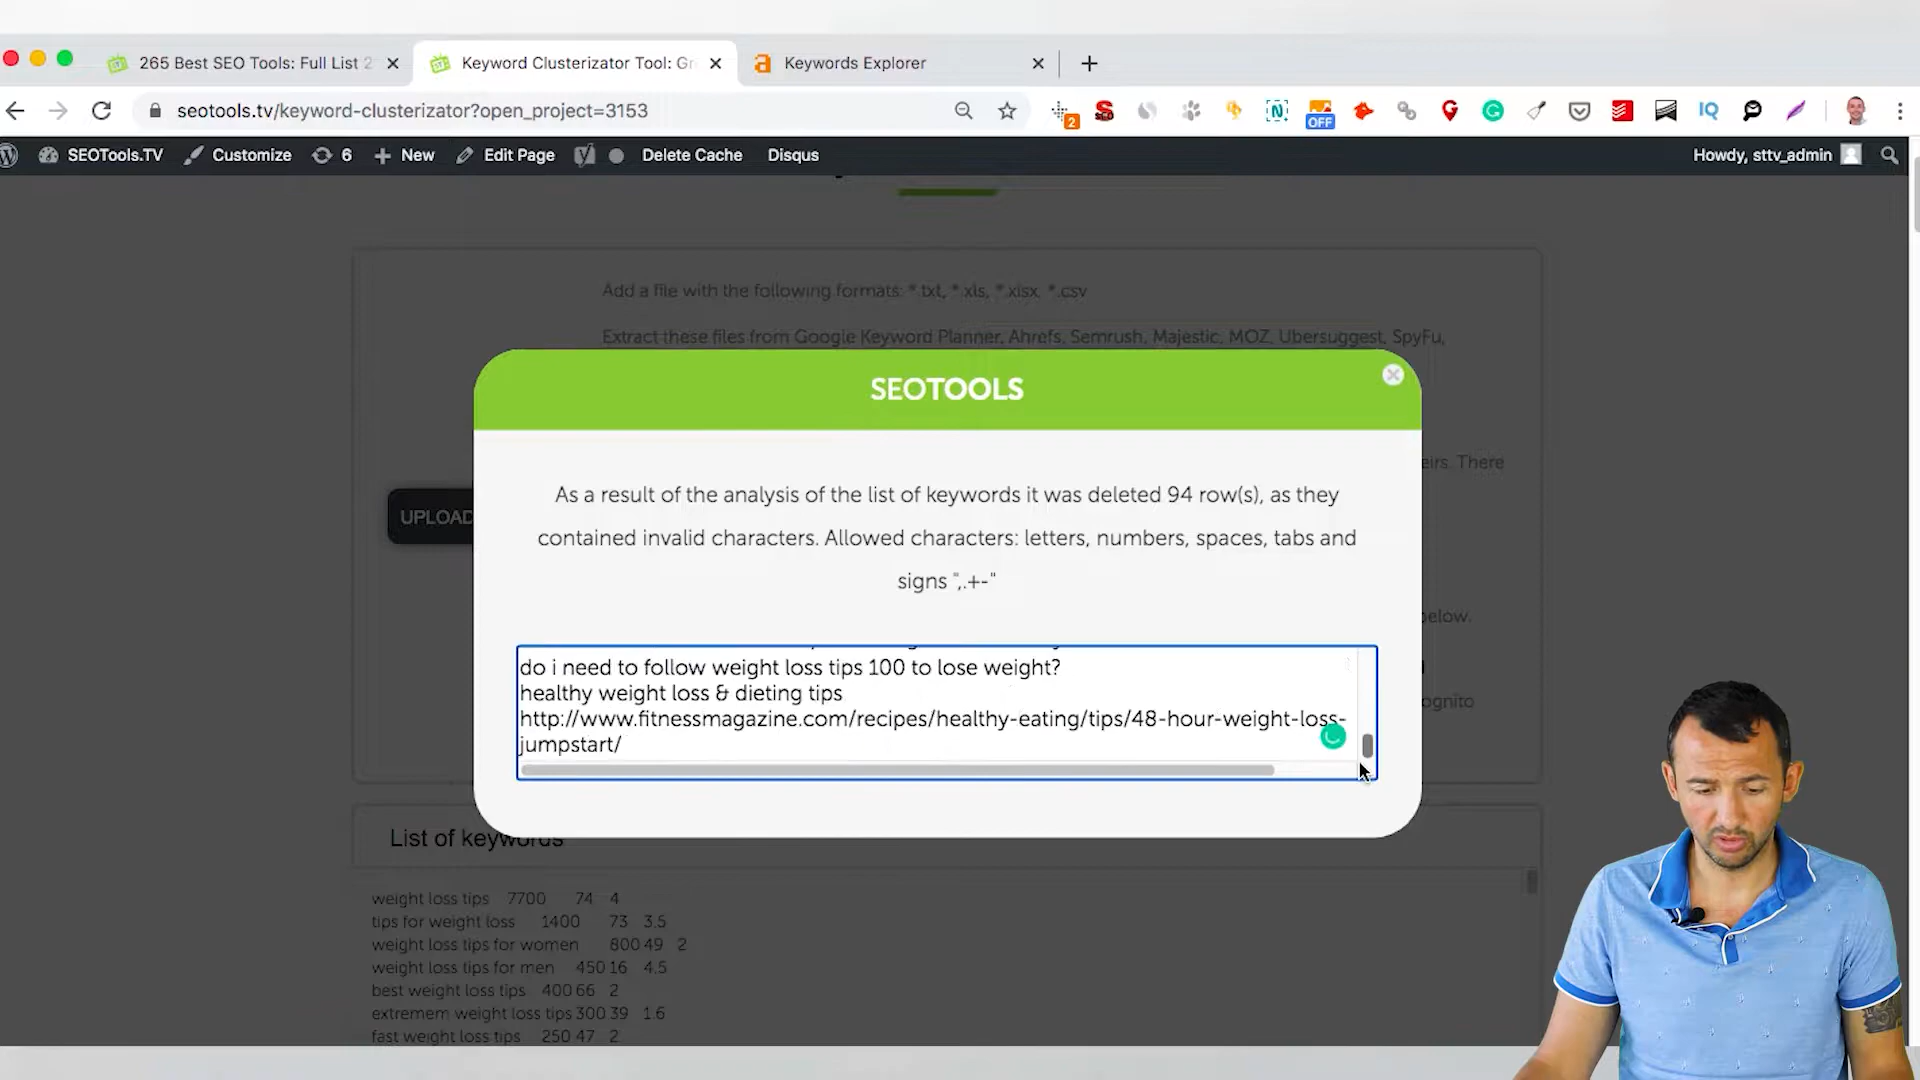 265 Best SEO Tools: Full List 2
Keyword Clusterizator Tool: Gr
Keywords Explorer
seotools.tv/keyword-clusterizator?open_project=3153
2
OFF
IQ
SEOTools.TV
Customize
6
New
Edit Page
Delete Cache
Disqus
Howdy, sttv_admin
Add a file with the following formats: *.txt, *.xls, *.xlsx, *.csv
Extract these files from Google Keyword Planner, Ahrefs, Semrush, Majestic, MOZ, Ubersuggest, SpyFu,
SEOTOOLS
eirs. There
UPLOAD
As a result of the analysis of the list of keywords it was deleted 94 row(s), as they
contained invalid characters. Allowed characters: letters, numbers, spaces, tabs and
signs ",.+-"
below.
ognito
do i need to follow weight loss tips 100 to lose weight?
healthy weight loss & dieting tips
http://www.fitnessmagazine.com/recipes/healthy-eating/tips/48-hour-weight-loss-
jumpstart/
List of keywords
weight loss tips 7700 74 4
tips for weight loss 1400 73 3.5
weight loss tips for women 800 49 2
weight loss tips for men 450 16 4.5
best weight loss tips 400 66 2
extremem weight loss tips 300 39 1.6
fast weight loss tips 250 47 2